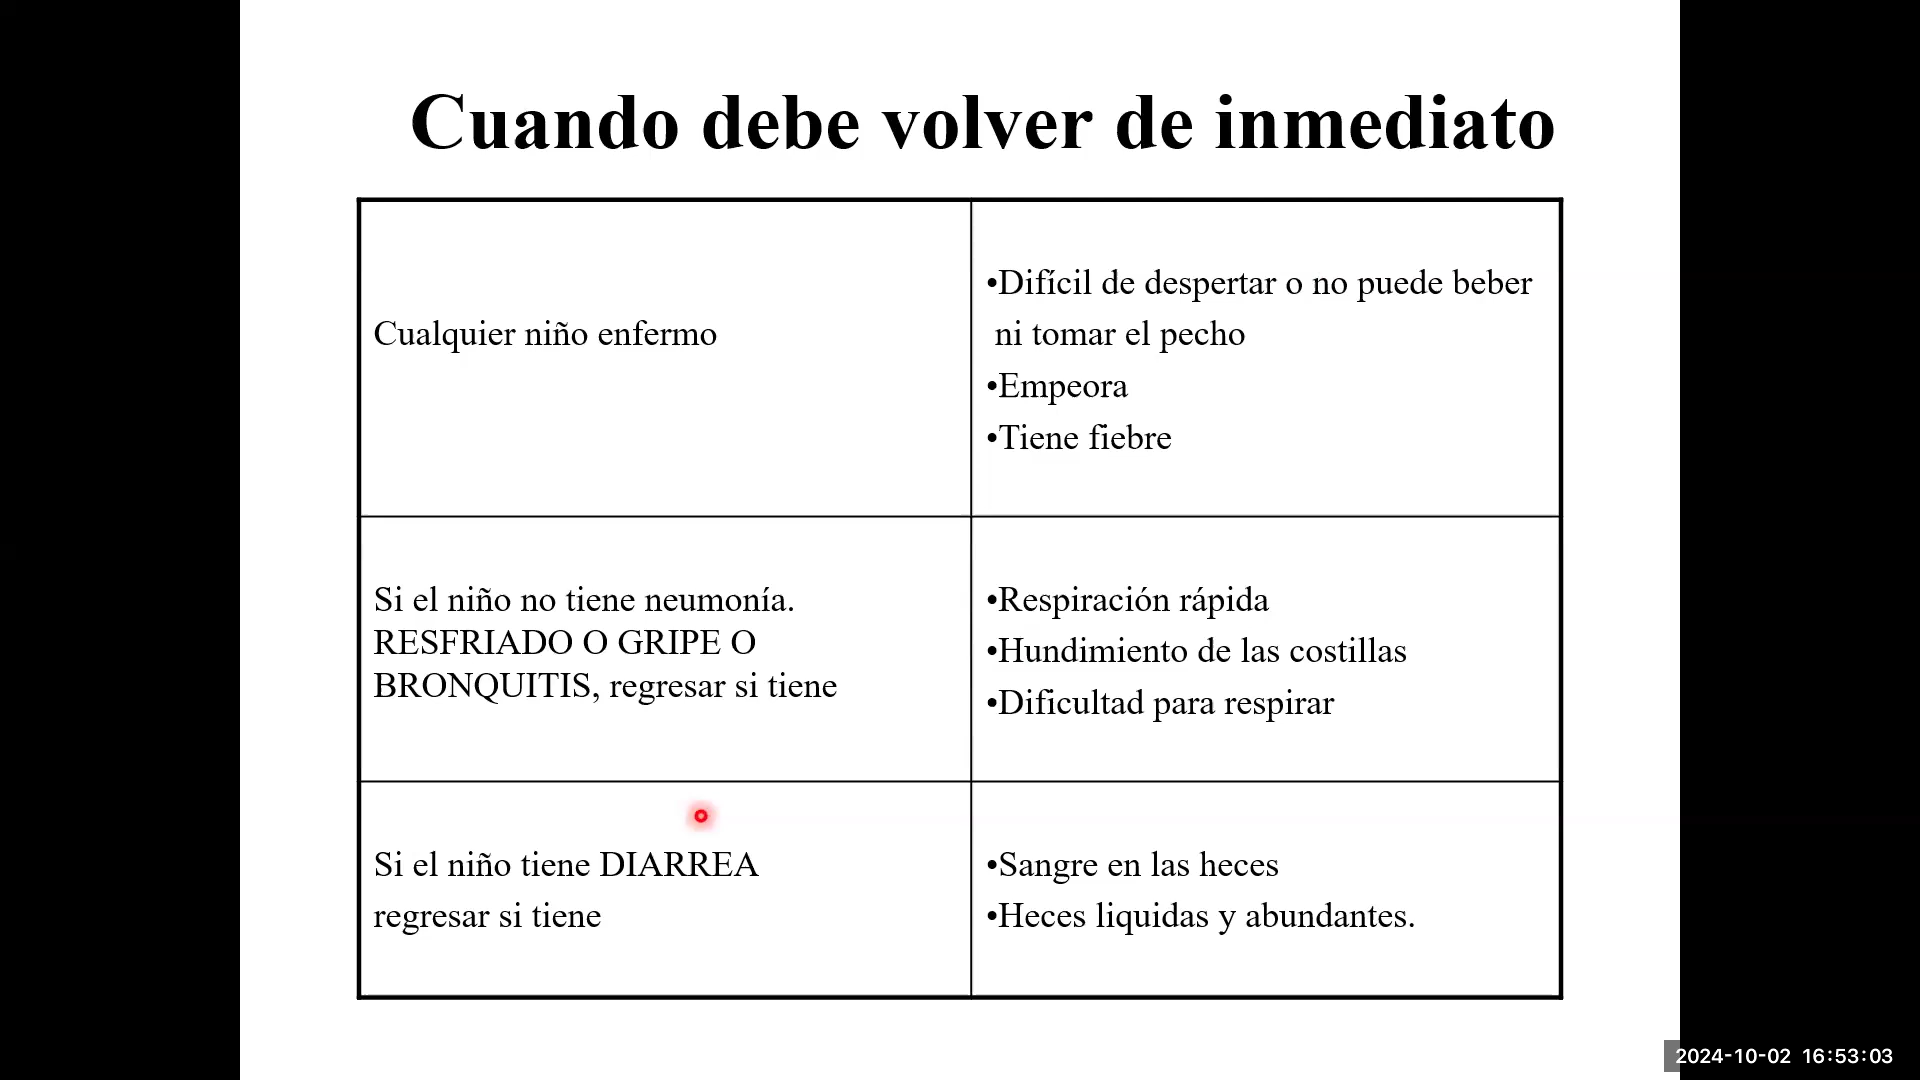 Cuando debe volver de inmediato
Cualquier niño enfermo
•Difícil de despertar o no puede beber
ni tomar el pecho
•Empeora
•Tiene fiebre
Si el niño no tiene neumonía.
RESFRIADO O GRIPE O
BRONQUITIS, regresar si tiene
•Respiración rápida
•Hundimiento de las costillas
•Dificultad para respirar
Si el niño tiene DIARREA
regresar si tiene
•Sangre en las heces
•Heces liquidas y abundantes.
2024-10-02 16:53:03